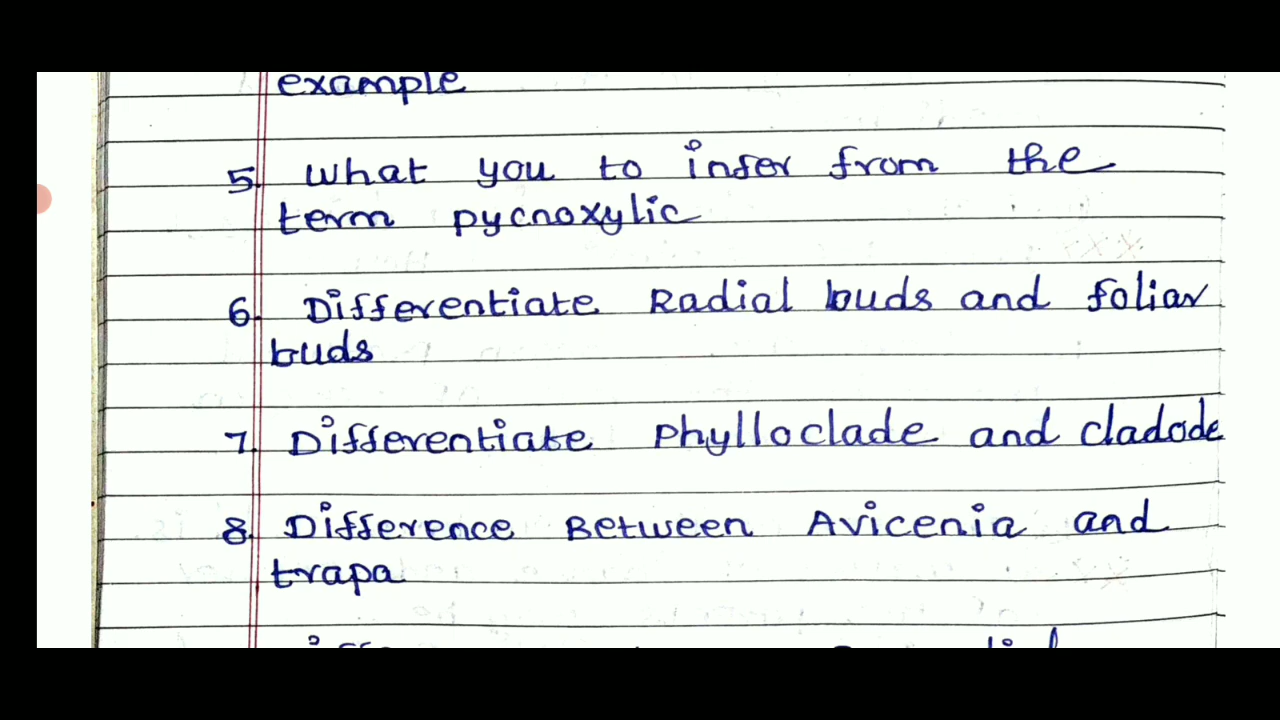 example
5. What you to infer from the
term pycnoxylic
6. Differentiate Radial buds and foliar
buds
7. Differentiate Phylloclade and cladode
8. Difference Between Avicenia and
trapa